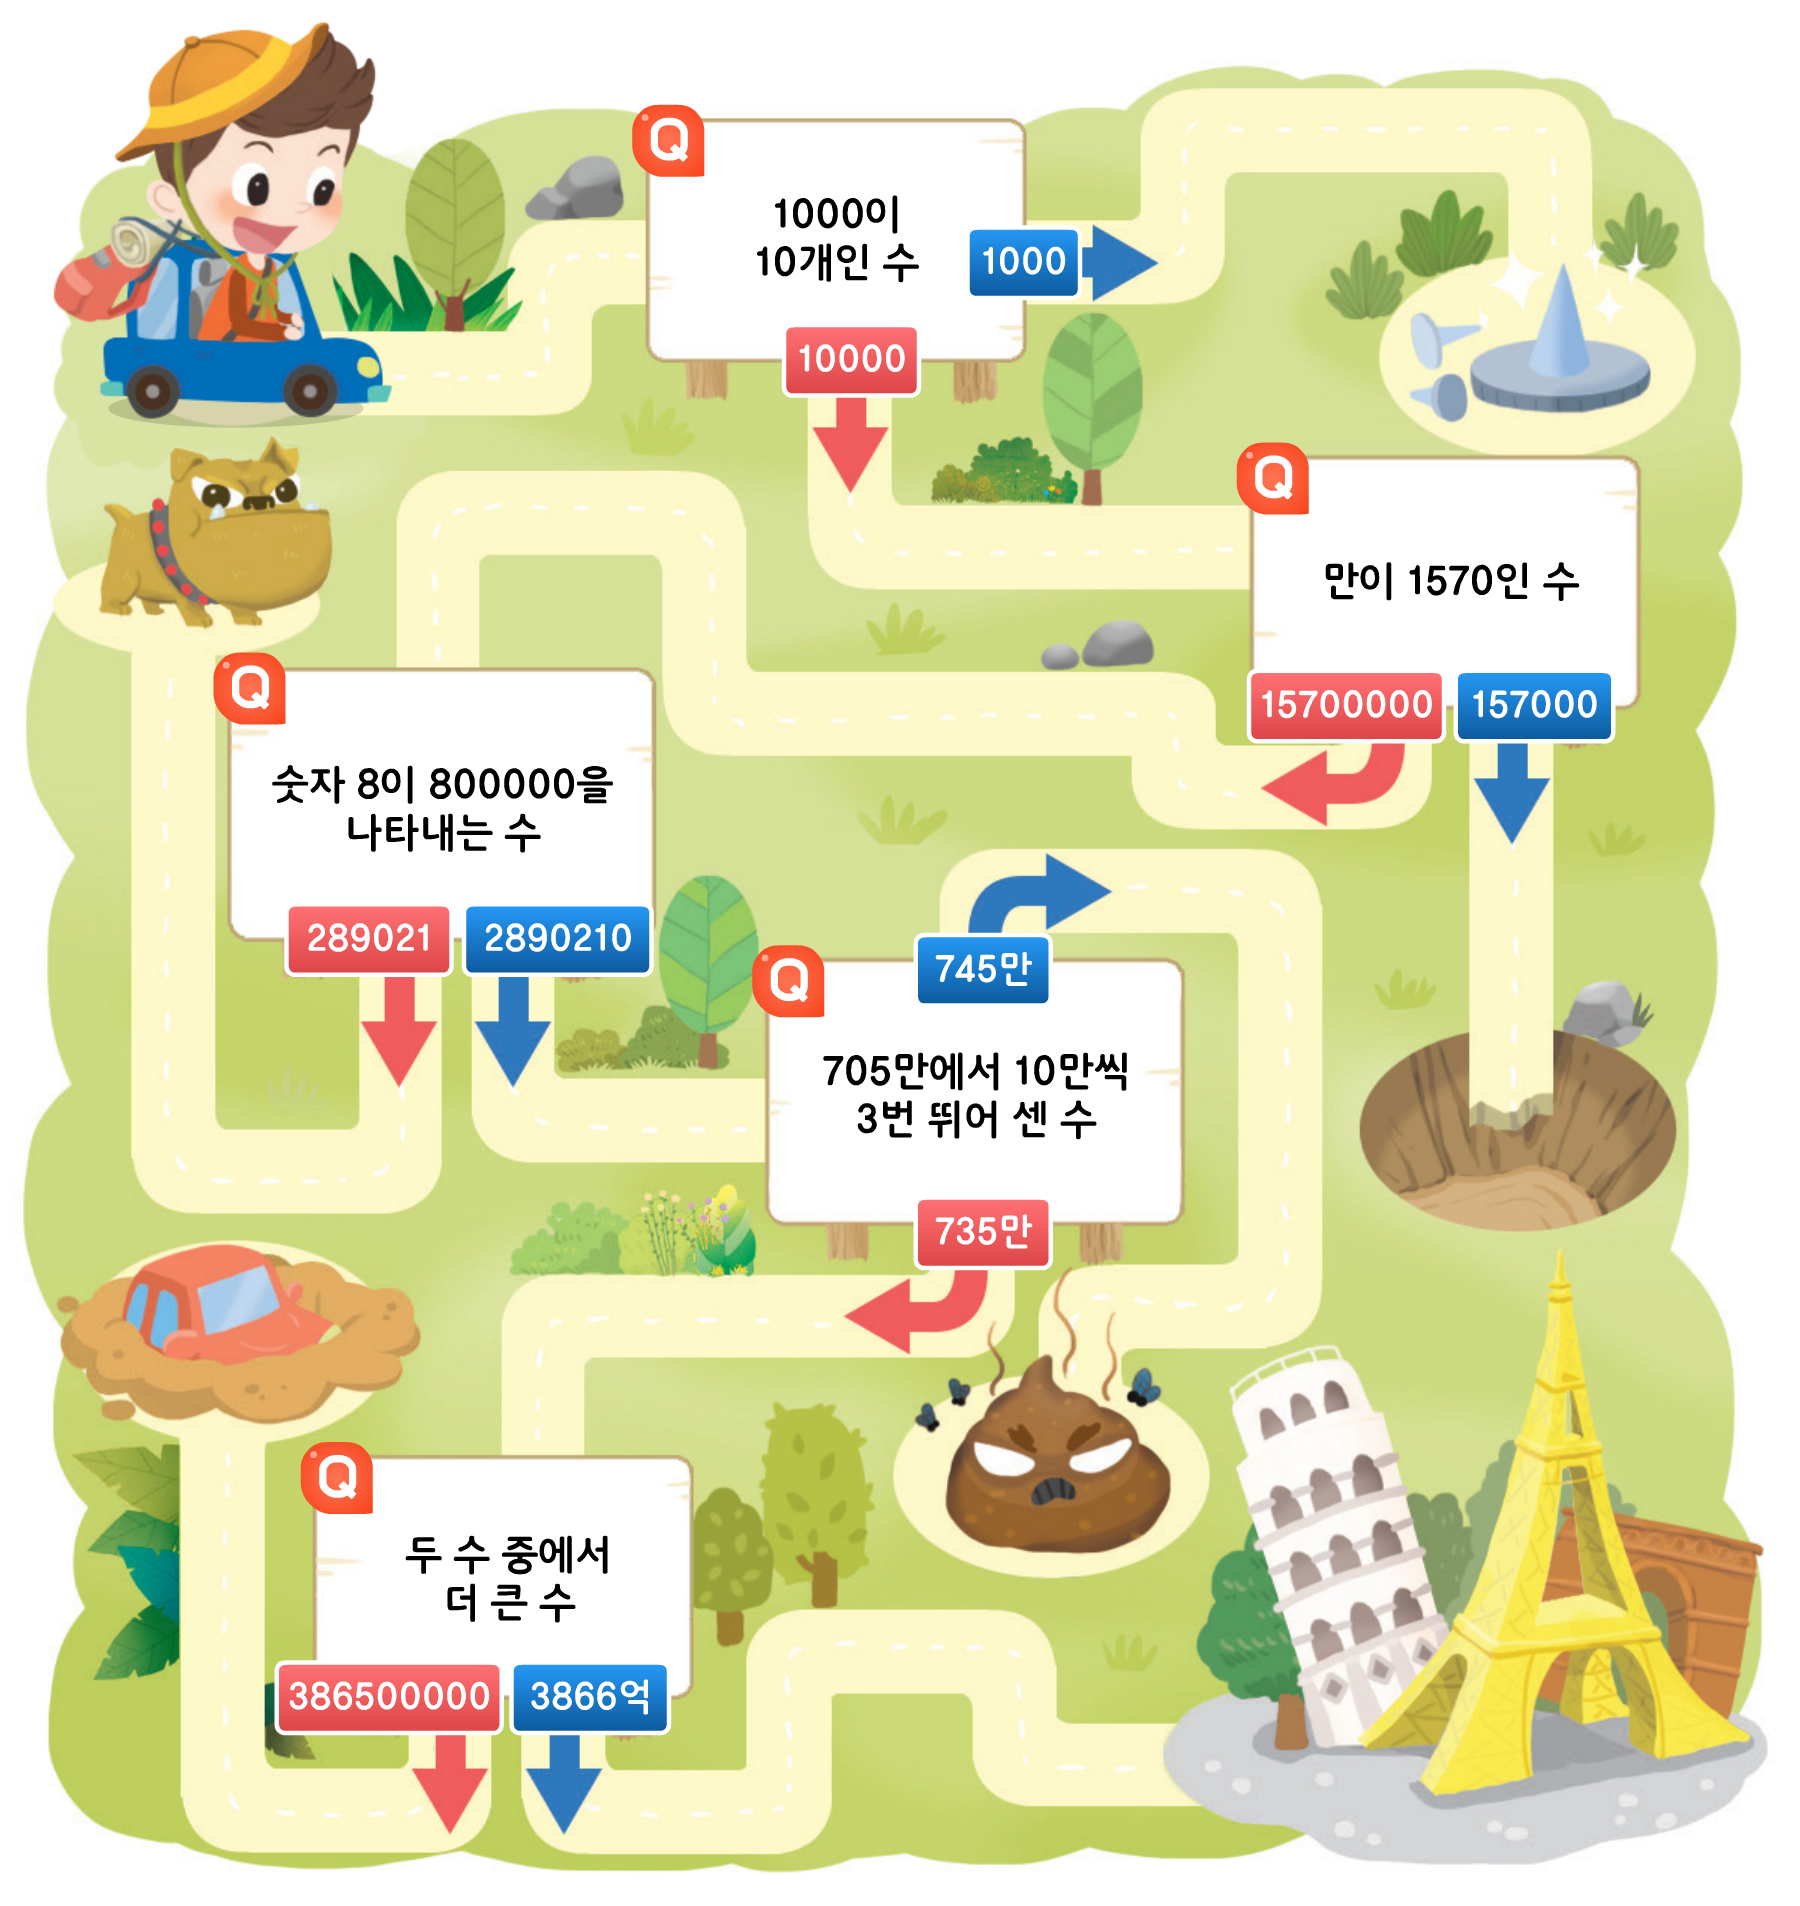 Q
1000이
10개인 수
1000
10000
Q
만이 1570인 수
15700000
157000
Q
숫자 8이 800000을
나타내는 수
289021
2890210
Q
745만
705만에서 10만씩
3번 뛰어 센 수
735만
Q
두 수 중에서
더 큰 수
386500000
3866억